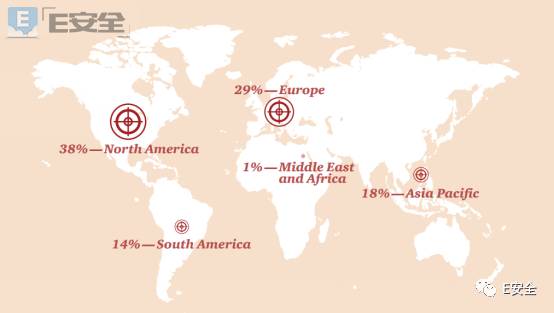 E「E安全」
29%—Europe
38%—North America
1%—Middle East
and Africa
18%—Asia Pacific
14%—South America
E安全